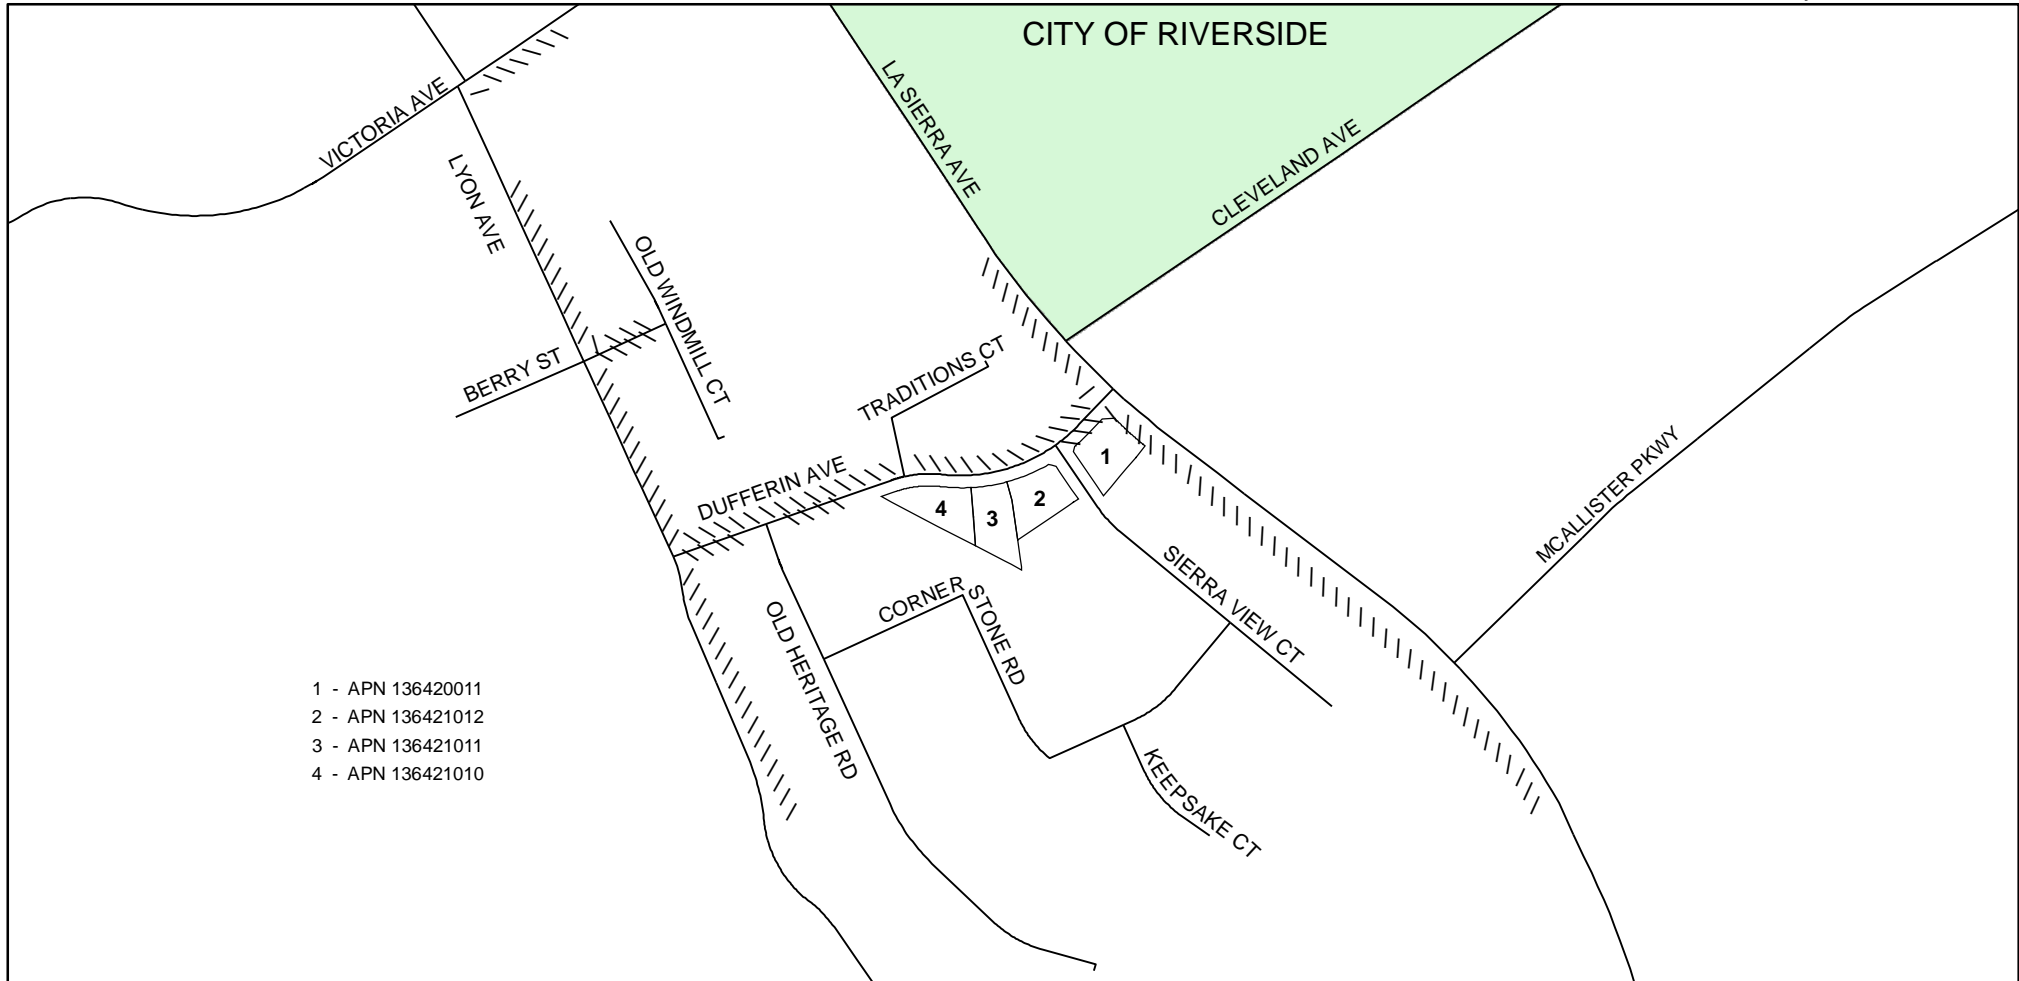 CITY OF RIVERSIDE
VICTORIA AVE
LA SIERRA AVE
CLEVELAND AVE
LYON AVE
OLD WINDMILL CT
BERRY ST
TRADITIONS CT
DUFFERIN AVE
1
2
3
4
MCALLISTER PKWY
SIERRA VIEW CT
CORNER
STONE RD
OLD HERITAGE RD
KEEPSAKE CT
1 - APN 136420011
2 - APN 136421012
3 - APN 136421011
4 - APN 136421010